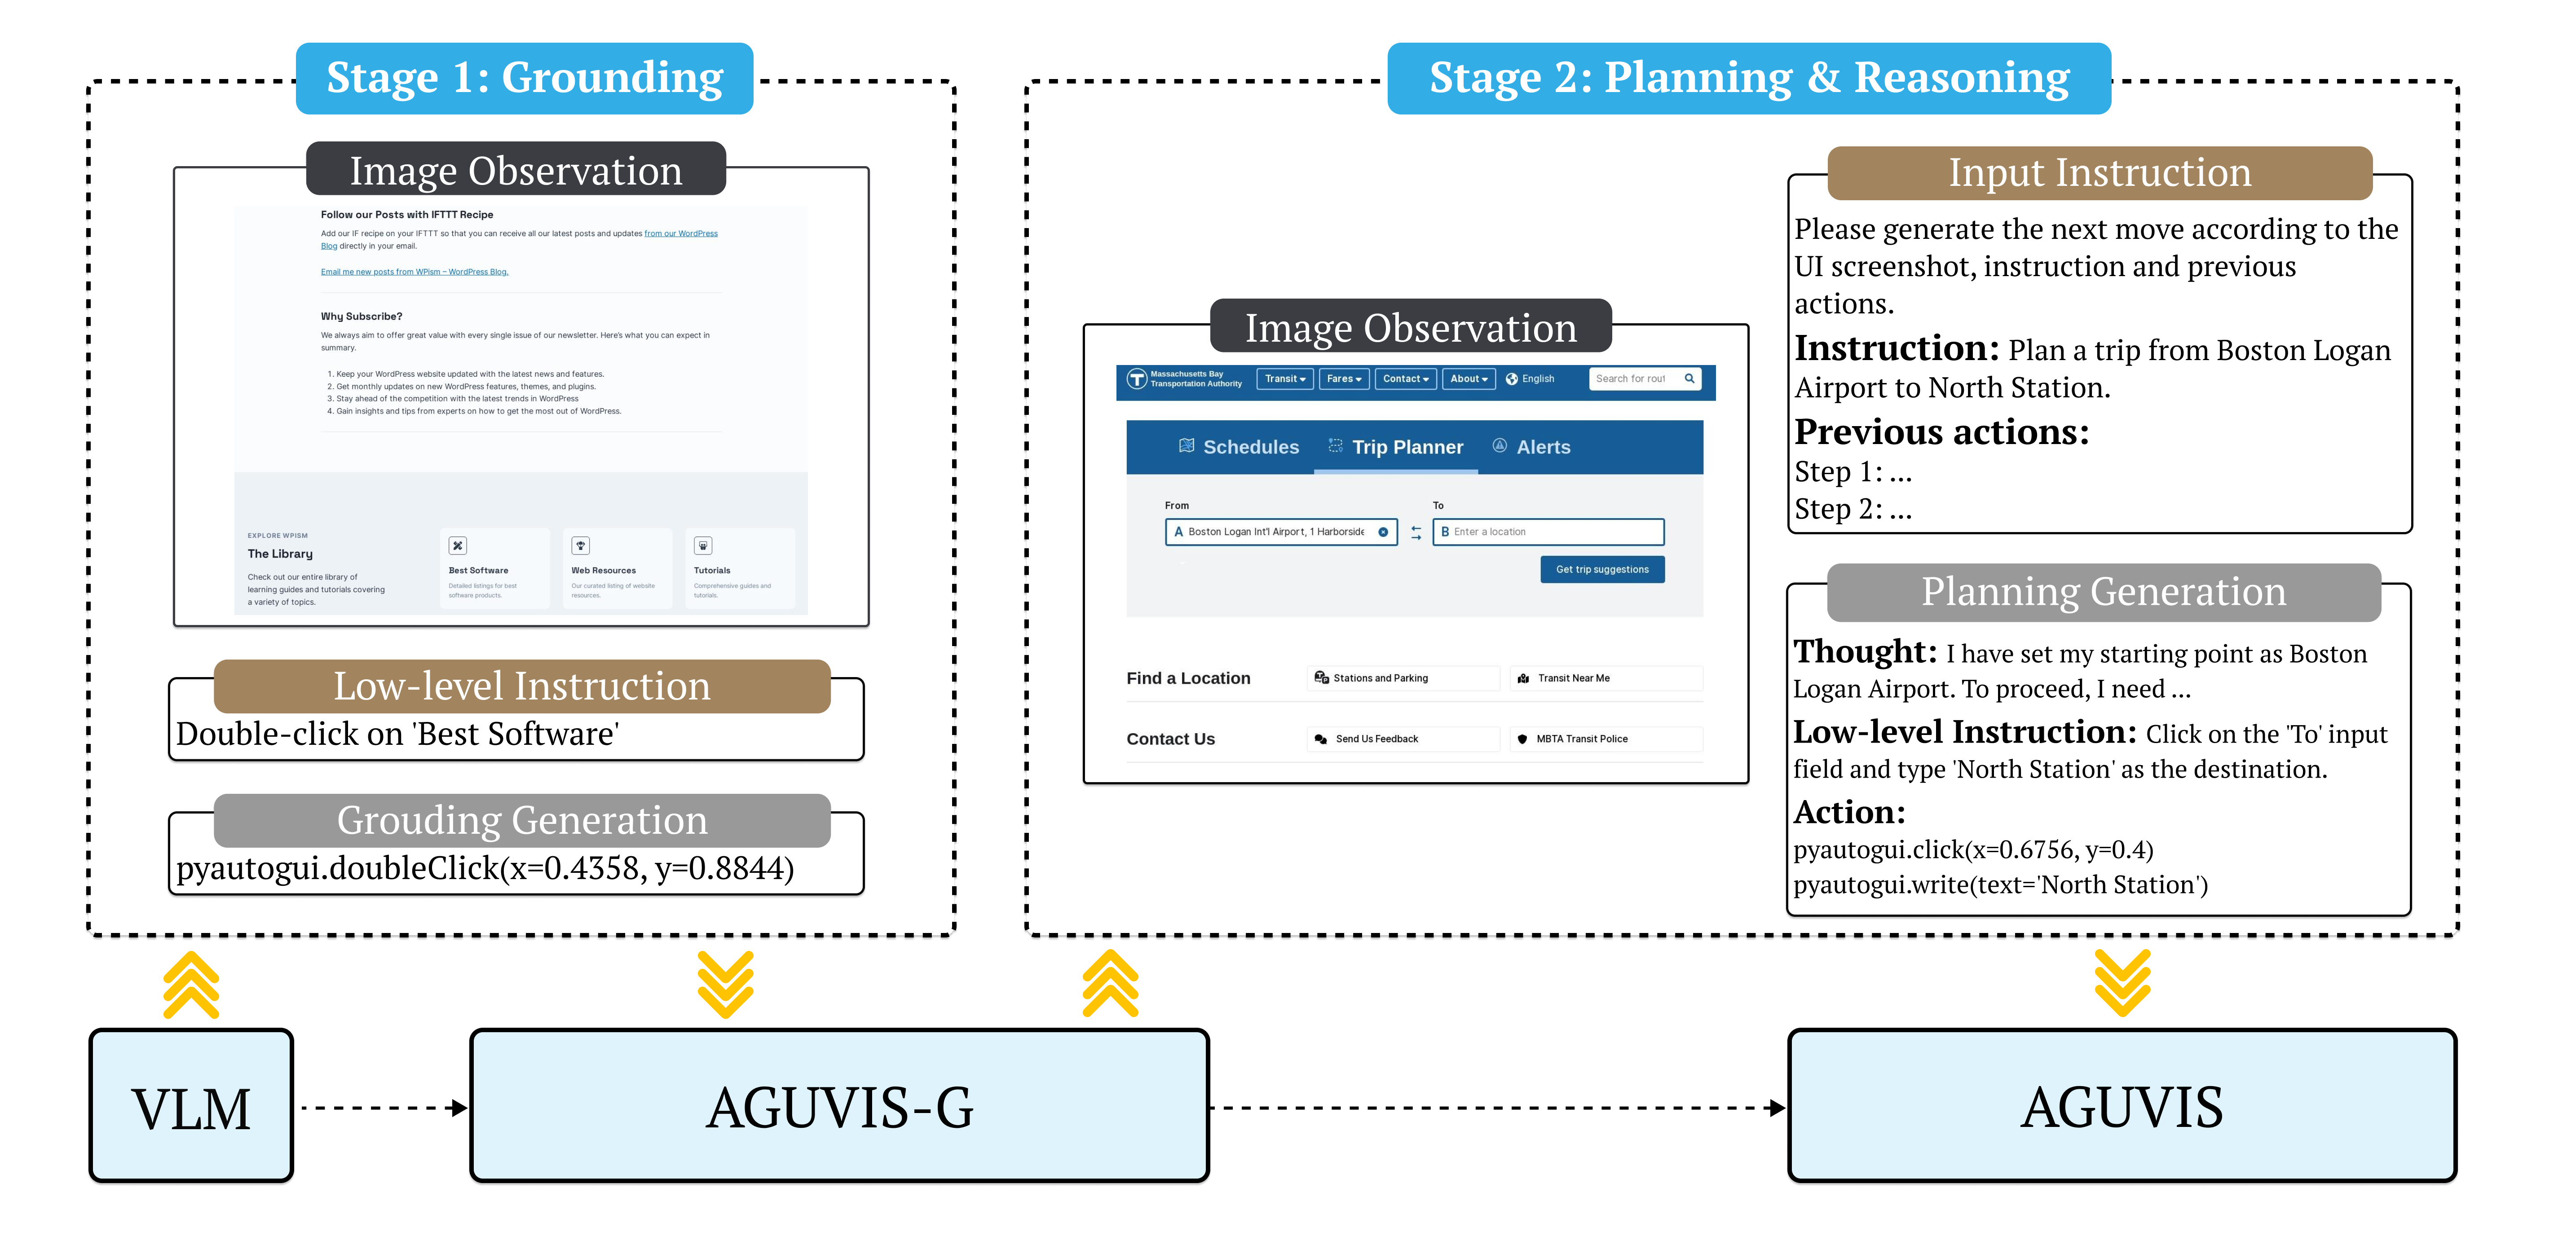 Stage 1: Grounding
Image Observation
Follow our Posts with IFTTT Recipe
Add our IF recipe on your IFTTT so that you can receive all our latest posts and updates from our WordPress
Blog directly in your email.
Email me new posts from WPism – WordPress Blog.
Why Subscribe?
We always aim to offer great value with every single issue of our newsletter. Here's what you can expect in
summary.
1. Keep your WordPress website updated with the latest news and features.
2. Get monthly updates on new WordPress features, themes, and plugins.
3. Stay ahead of the competition with the latest trends in WordPress
4. Gain insights and tips from experts on how to get the most out of WordPress.
EXPLORE WPISM
The Library
Check out our entire library of
learning guides and tutorials covering
a variety of topics.
Best Software
Detailed listings for best
software products.
Web Resources
Our curated listing of website
resources.
Tutorials
Comprehensive guides and
tutorials.
Low-level Instruction
Double-click on 'Best Software'
Grouding Generation
pyautogui.doubleClick(x=0.4358, y=0.8844)
Stage 2: Planning & Reasoning
Image Observation
T Massachusetts Bay
Transportation Authority
Transit Fares Contact About English Search for rout
Schedules Trip Planner Alerts
From To
A Boston Logan Int'l Airport, 1 Harborside B Enter a location
Get trip suggestions
Find a Location Stations and Parking Transit Near Me
Contact Us Send Us Feedback MBTA Transit Police
Input Instruction
Please generate the next move according to the
UI screenshot, instruction and previous
actions.
Instruction: Plan a trip from Boston Logan
Airport to North Station.
Previous actions:
Step 1: ...
Step 2: ...
Planning Generation
Thought: I have set my starting point as Boston
Logan Airport. To proceed, I need ...
Low-level Instruction: Click on the 'To' input
field and type 'North Station' as the destination.
Action:
pyautogui.click(x=0.6756, y=0.4)
pyautogui.write(text='North Station')
VLM
AGUVIS-G
AGUVIS